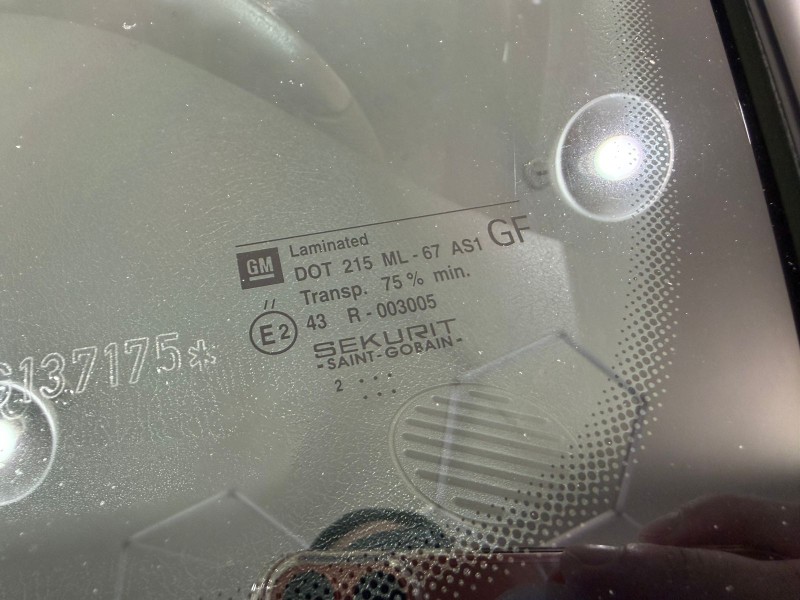 Laminated
GM
DOT 215 ML - 67 AS1
GF
Transp. 75 % min.
E2
43 R - 003005
SEKURIT
- SAINT-GOBAIN -
2
137175*